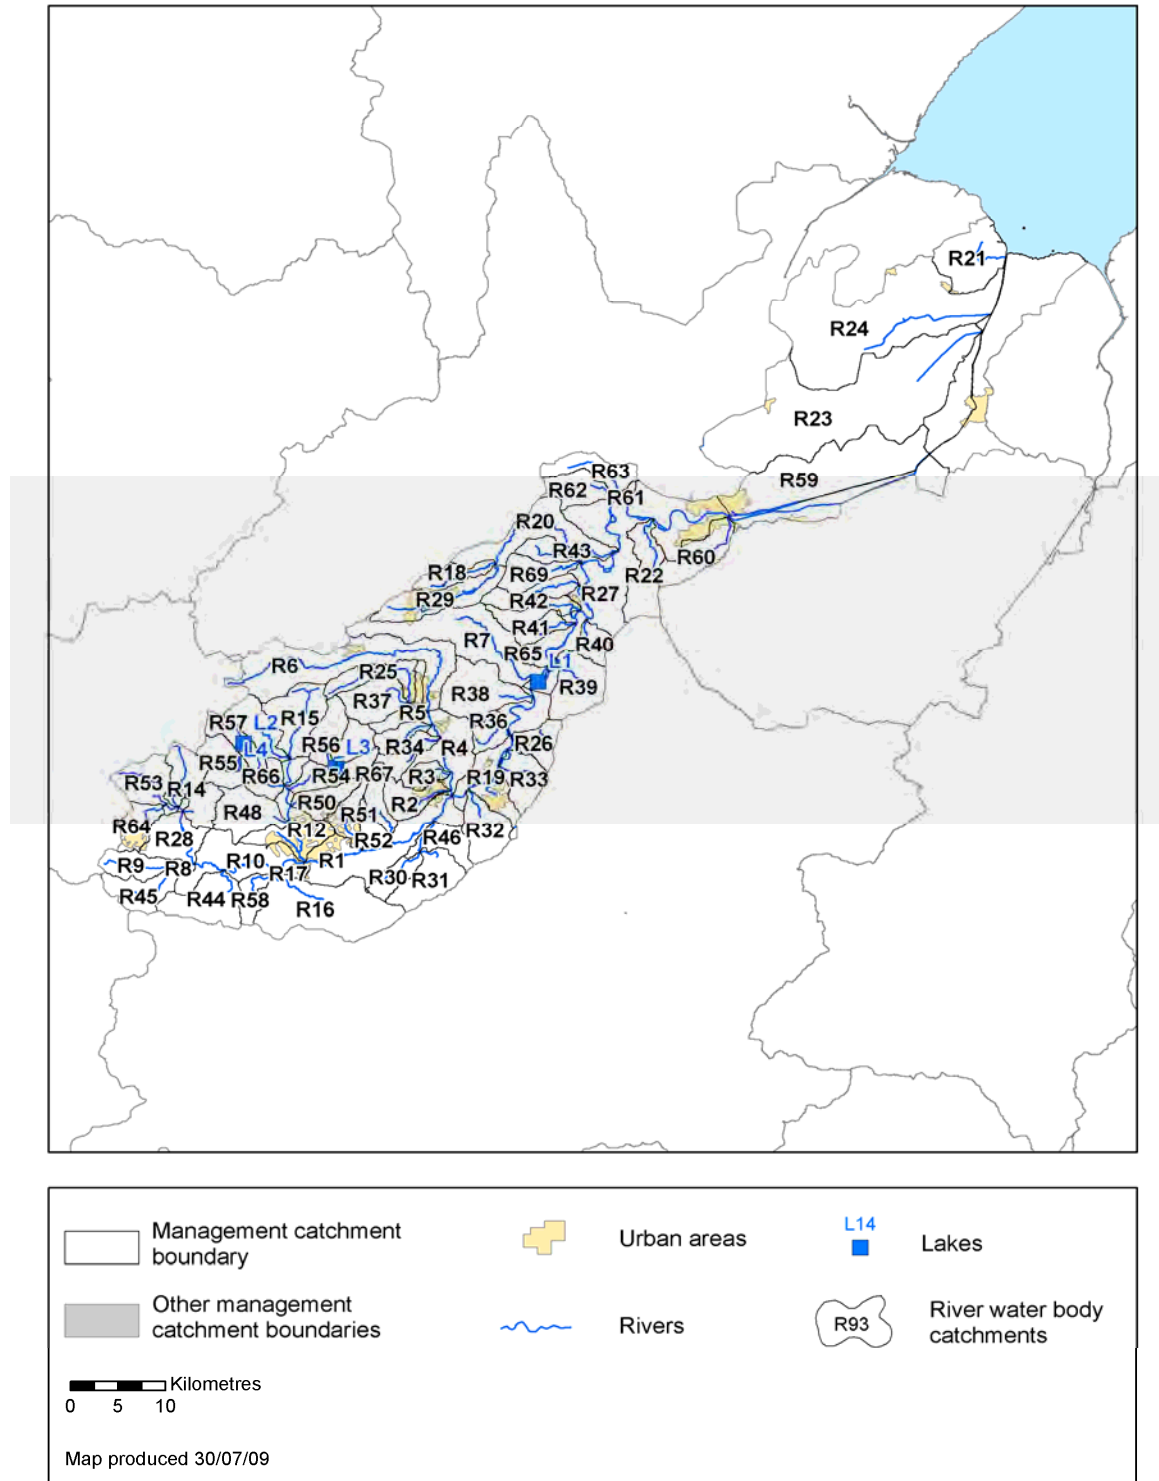 R21
R24
R23
R59
R63
R62
R61
R20
R43
R60
R18
R69
R22
R29
R42
R27
R41
R7
R40
R65
L1
R6
R25
R39
R37
R38
R5
R57
L2
R15
R36
R56
L3
R34
R4
R26
L4
R55
R66
R54
R67
R3
R19
R33
R53
R14
R50
R2
R48
R51
R64
R12
R32
R28
R52
R46
R9
R8
R10
R1
R17
R30
R31
R45
R44
R58
R16
Management catchment
boundary
Urban areas
L14
Lakes
Other management
catchment boundaries
Rivers
R93
River water body
catchments
Kilometres
0 5 10
Map produced 30/07/09